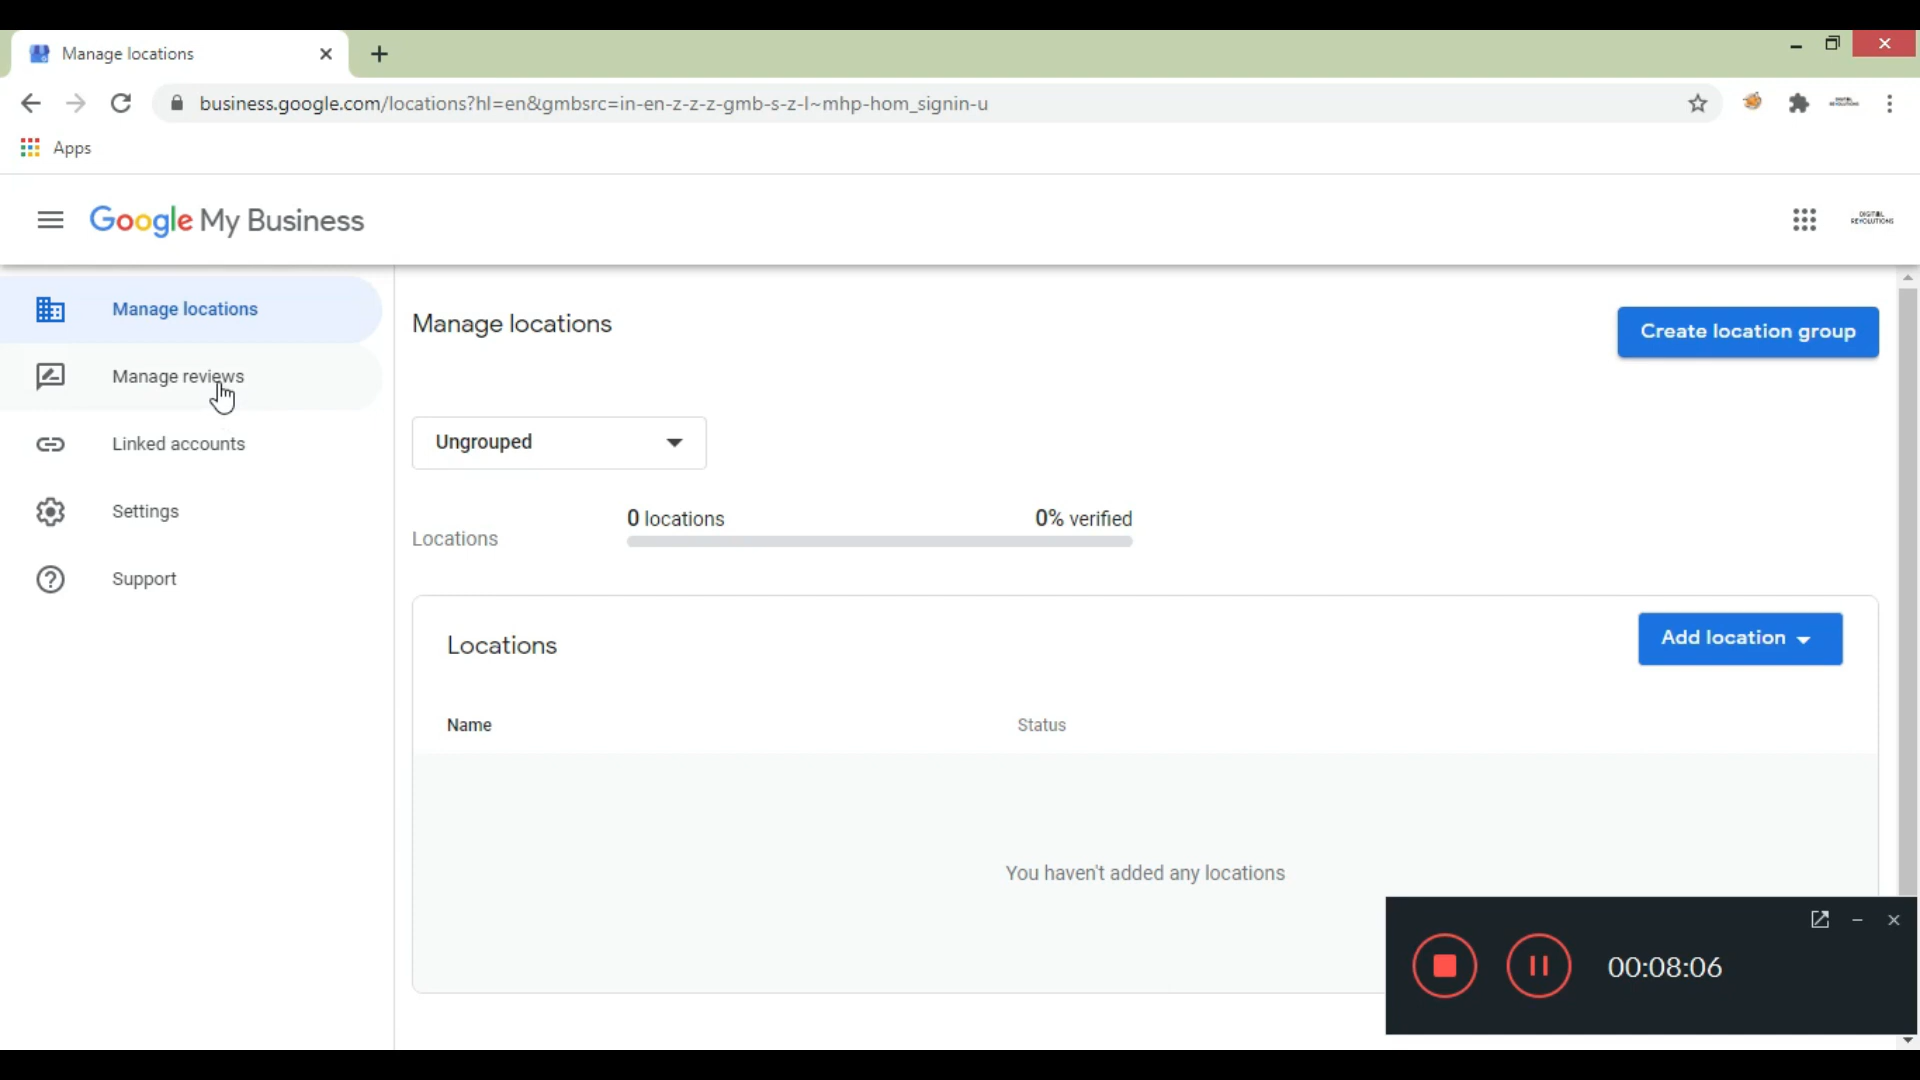 Manage locations
business.google.com/locations?hl=en&gmbsrc=in-en-z-z-z-gmb-s-z-l~mhp-hom_signin-u
Apps
Google My Business
DIGITAL
REVOLUTIONS
Manage locations
Manage reviews
Linked accounts
Settings
Support
Manage locations
Create location group
Ungrouped
Locations
0 locations
0% verified
Locations
Add location
Name
Status
You haven't added any locations
00:08:06